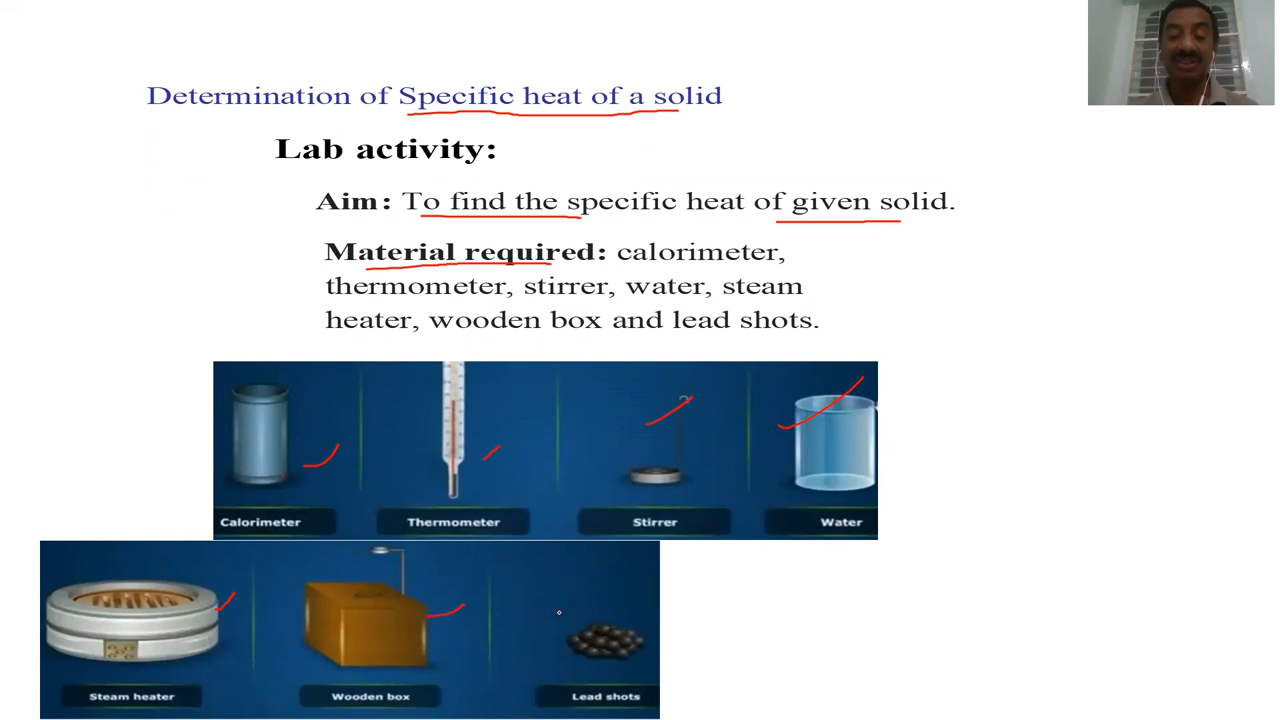 Determination of Specific heat of a solid
Lab activity:
Aim: To find the specific heat of given solid.
Material required: calorimeter,
thermometer, stirrer, water, steam
heater, wooden box and lead shots.
Calorimeter
Thermometer
Stirrer
Water
Steam heater
Wooden box
Lead shots